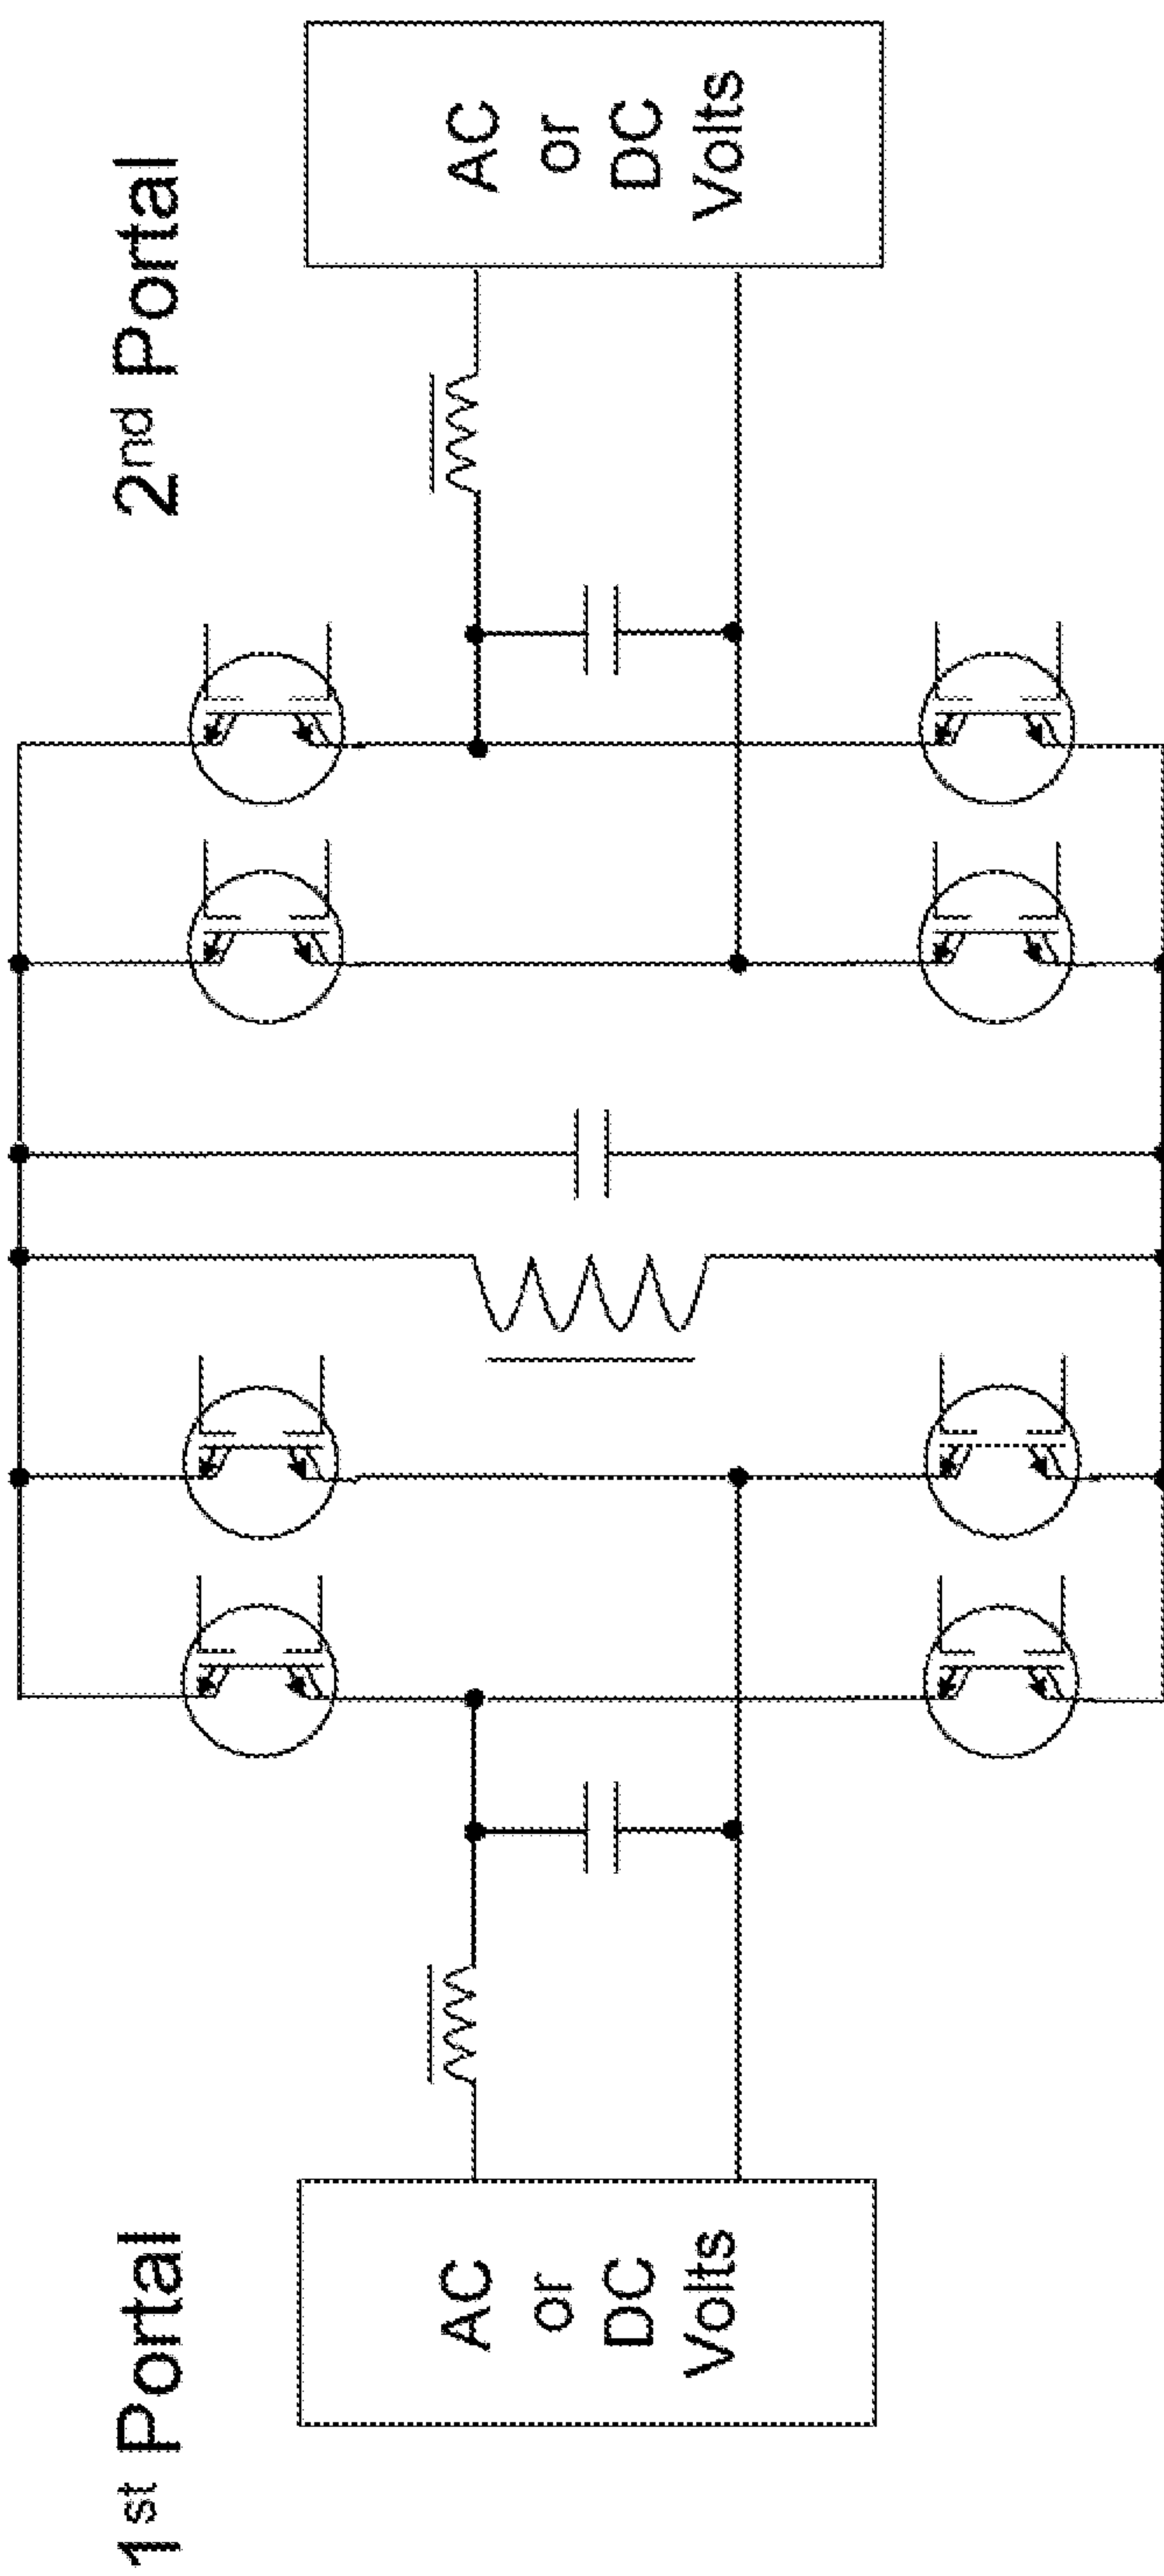 1st Portal
AC
or
DC
Volts
2nd Portal
AC
or
DC
Volts